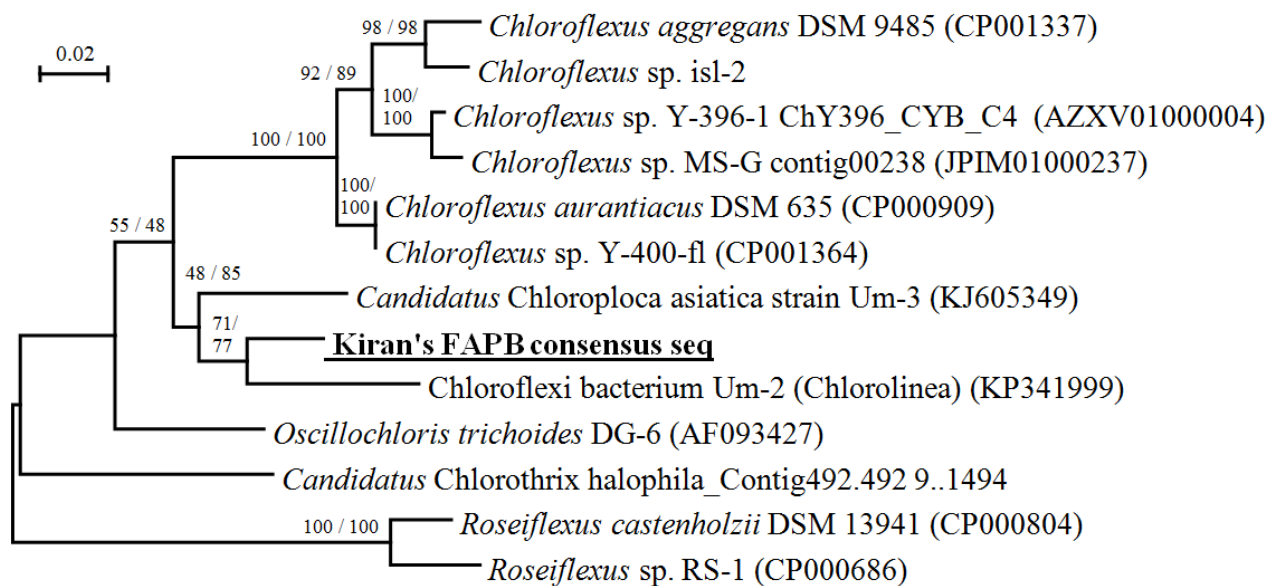 0.02
98 / 98
Chloroflexus aggregans DSM 9485 (CP001337)
92 / 89
Chloroflexus sp. isl-2
100/
100
Chloroflexus sp. Y-396-1 ChY396_CYB_C4 (AZXV01000004)
100 / 100
Chloroflexus sp. MS-G contig00238 (JPIM01000237)
100/
100
Chloroflexus aurantiacus DSM 635 (CP000909)
55 / 48
Chloroflexus sp. Y-400-fl (CP001364)
48 / 85
Candidatus Chloroploca asiatica strain Um-3 (KJ605349)
71/
77
Kiran's FAPB consensus seq
Chloroflexi bacterium Um-2 (Chlorolinea) (KP341999)
Oscillochloris trichoides DG-6 (AF093427)
Candidatus Chlorothrix halophila_Contig492.492 9..1494
100 / 100
Roseiflexus castenholzii DSM 13941 (CP000804)
Roseiflexus sp. RS-1 (CP000686)